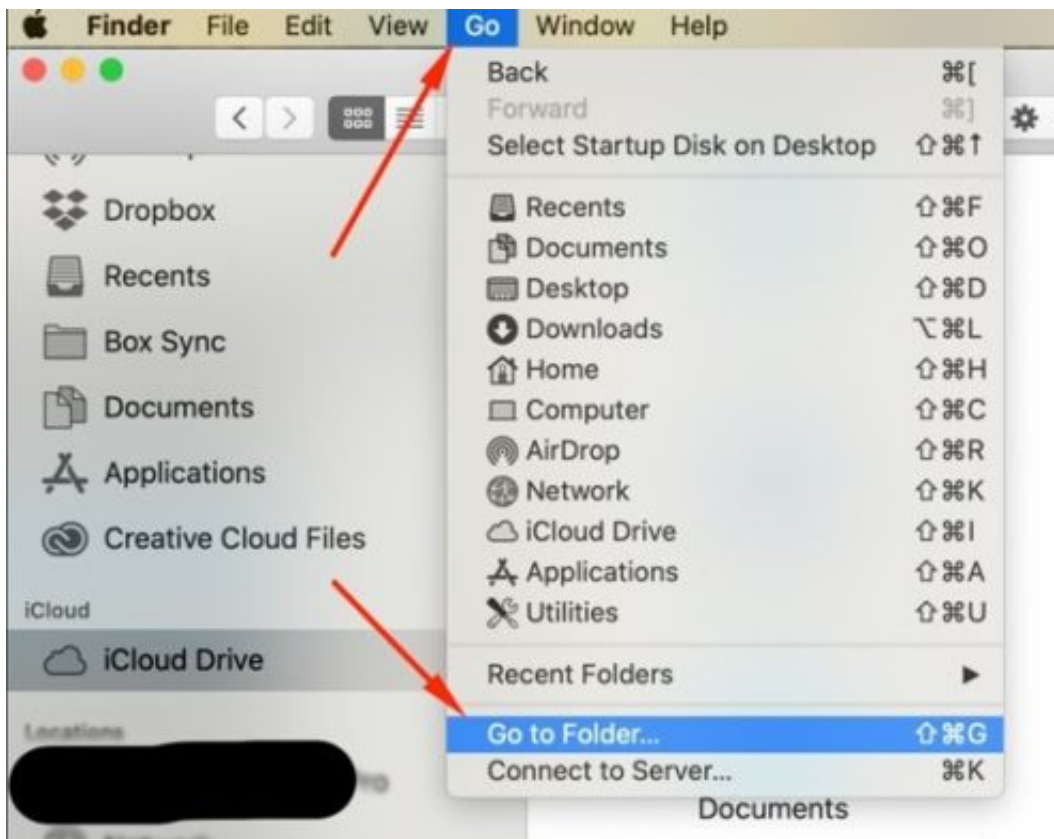 Finder File Edit View Go Window Help
Back ⌘[
Forward ⌘]
Select Startup Disk on Desktop ⇧⌘↑
Recents ⇧⌘F
Documents ⇧⌘O
Desktop ⇧⌘D
Downloads ⌥⌘L
Home ⇧⌘H
Computer ⇧⌘C
AirDrop ⇧⌘R
Network ⇧⌘K
iCloud Drive ⇧⌘I
Applications ⇧⌘A
Utilities ⇧⌘U
Recent Folders ▶
Go to Folder... ⇧⌘G
Connect to Server... ⌘K
Dropbox
Recents
Box Sync
Documents
Applications
Creative Cloud Files
iCloud
iCloud Drive
Locations
Documents